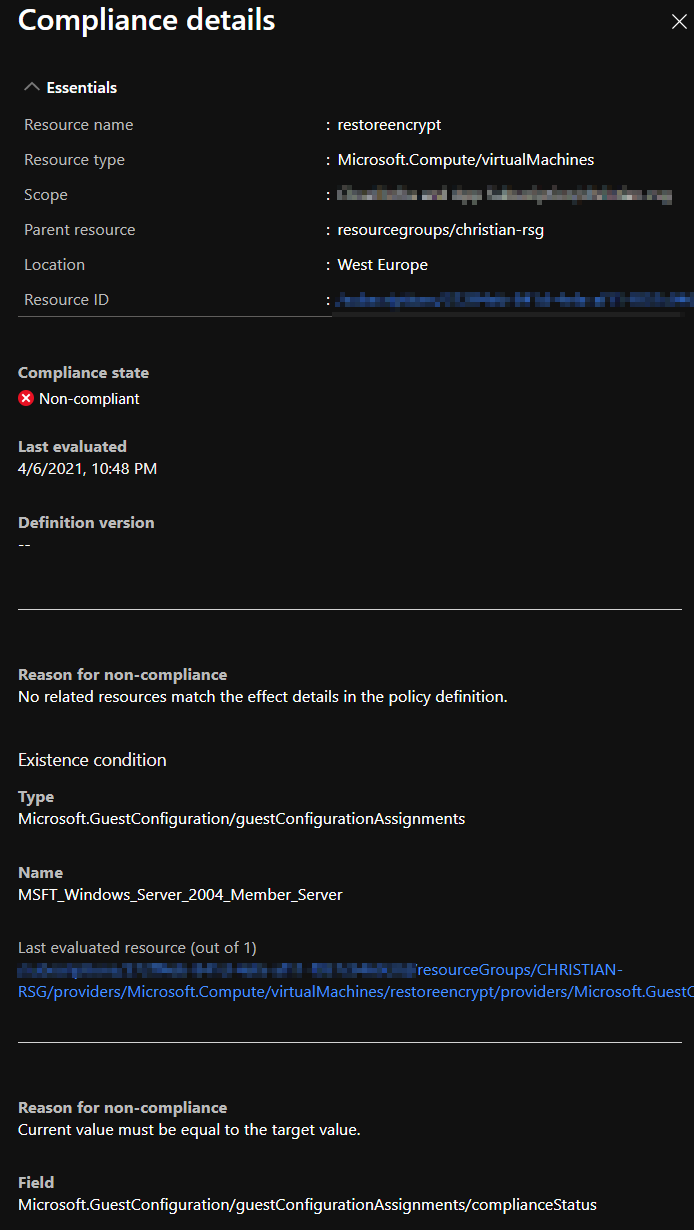 Compliance details
Essentials
Resource name : restoreencrypt
Resource type : Microsoft.Compute/virtualMachines
Scope :
Parent resource : resourcegroups/christian-rsg
Location : West Europe
Resource ID :
Compliance state
Non-compliant
Last evaluated
4/6/2021, 10:48 PM
Definition version
--
Reason for non-compliance
No related resources match the effect details in the policy definition.
Existence condition
Type
Microsoft.GuestConfiguration/guestConfigurationAssignments
Name
MSFT_Windows_Server_2004_Member_Server
Last evaluated resource (out of 1)
/resourceGroups/CHRISTIAN-
RSG/providers/Microsoft.Compute/virtualMachines/restoreencrypt/providers/Microsoft.Guest
Reason for non-compliance
Current value must be equal to the target value.
Field
Microsoft.GuestConfiguration/guestConfigurationAssignments/complianceStatus